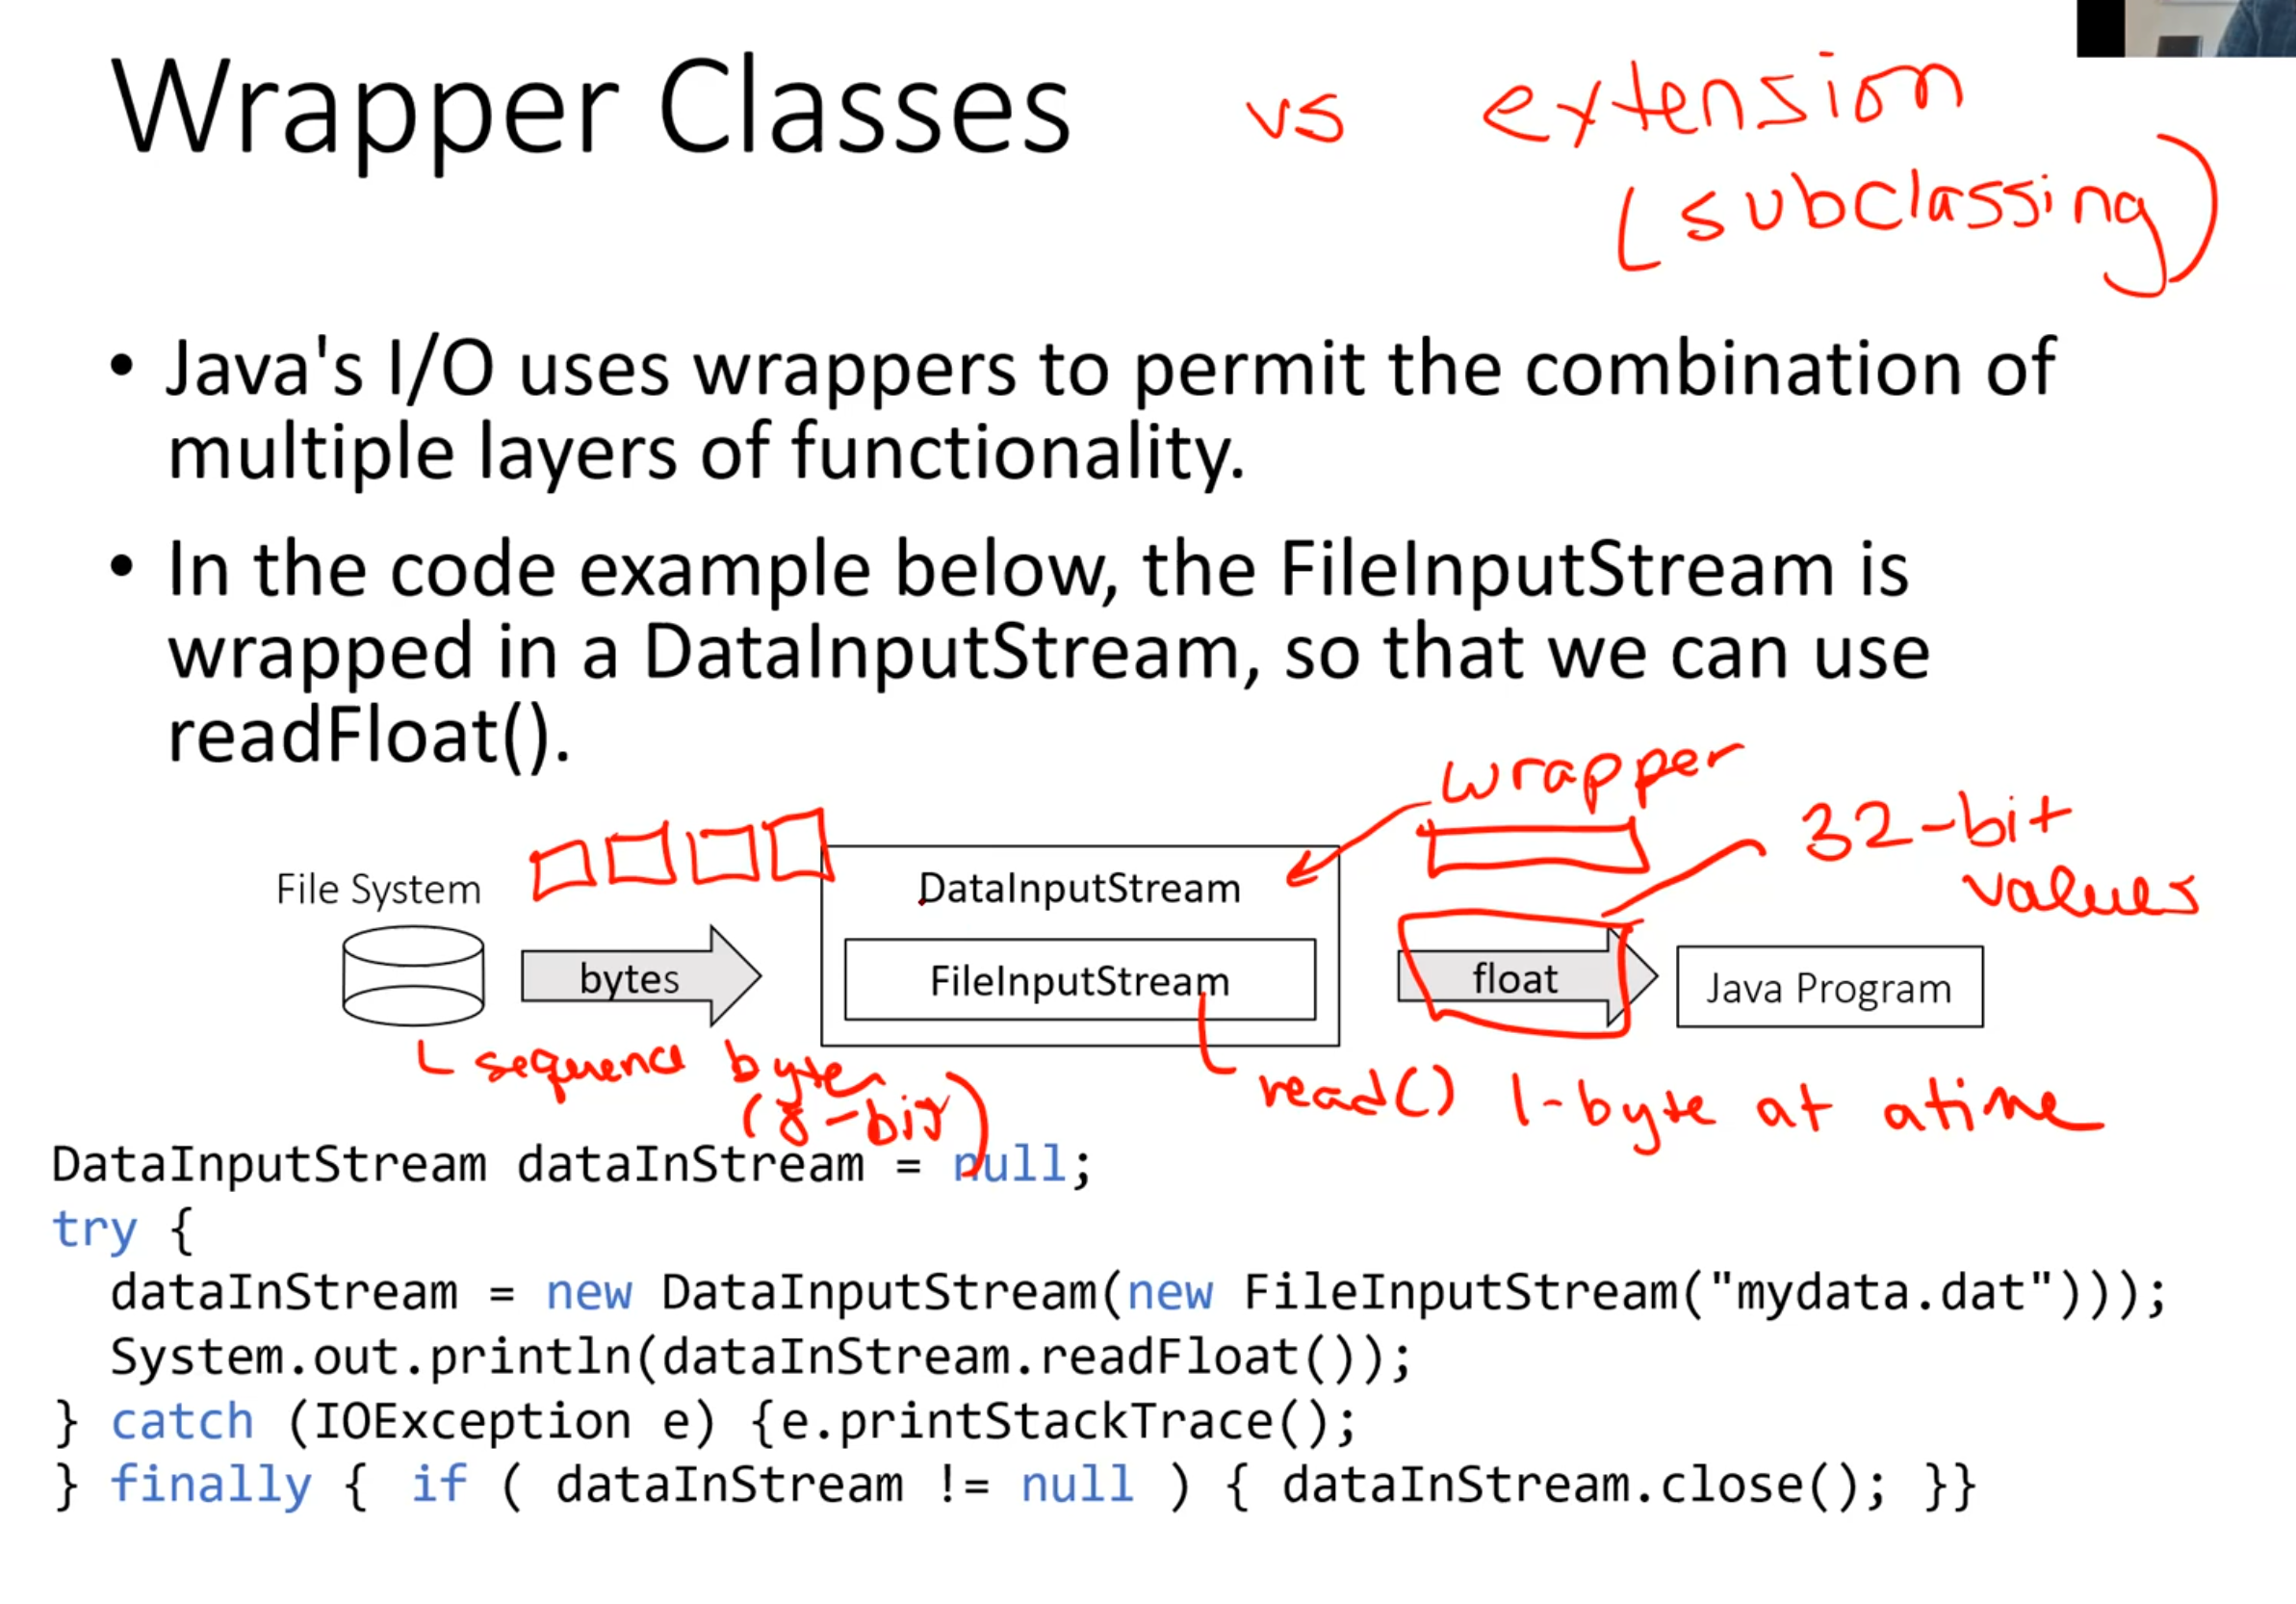 Wrapper Classes vs extension
(subclassing)
• Java's I/O uses wrappers to permit the combination of
multiple layers of functionality.
• In the code example below, the FileInputStream is
wrapped in a DataInputStream, so that we can use
readFloat().
wrapper
32-bit
values
File System
DataInputStream
bytes
FileInputStream
float
Java Program
sequence bytes
(8-bit)
read() 1-byte at atime
DataInputStream dataInStream = null;
try {
dataInStream = new DataInputStream(new FileInputStream("mydata.dat")));
System.out.println(dataInStream.readFloat());
} catch (IOException e) {e.printStackTrace();
} finally { if ( dataInStream != null ) { dataInStream.close(); }}